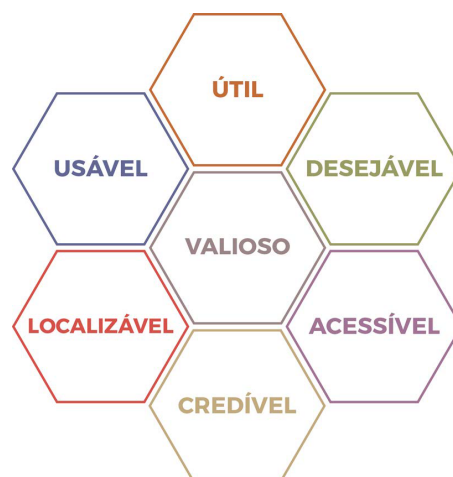 ÚTIL
USÁVEL
DESEJÁVEL
VALIOSO
LOCALIZÁVEL
ACESSÍVEL
CREDÍVEL